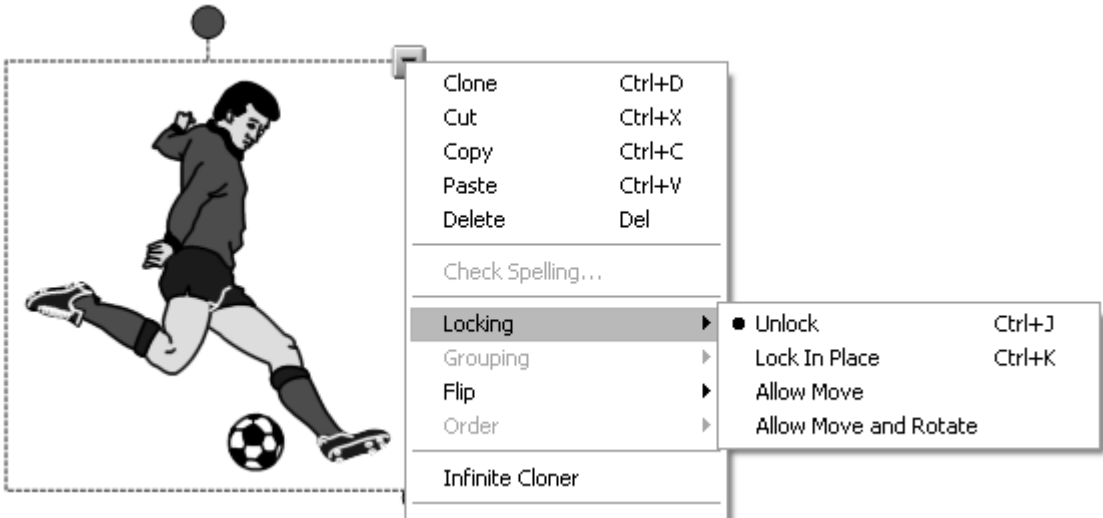 Clone Ctrl+D
Cut Ctrl+X
Copy Ctrl+C
Paste Ctrl+V
Delete Del
Check Spelling...
Locking
Unlock Ctrl+J
Grouping
Lock In Place Ctrl+K
Flip
Allow Move
Order
Allow Move and Rotate
Infinite Cloner